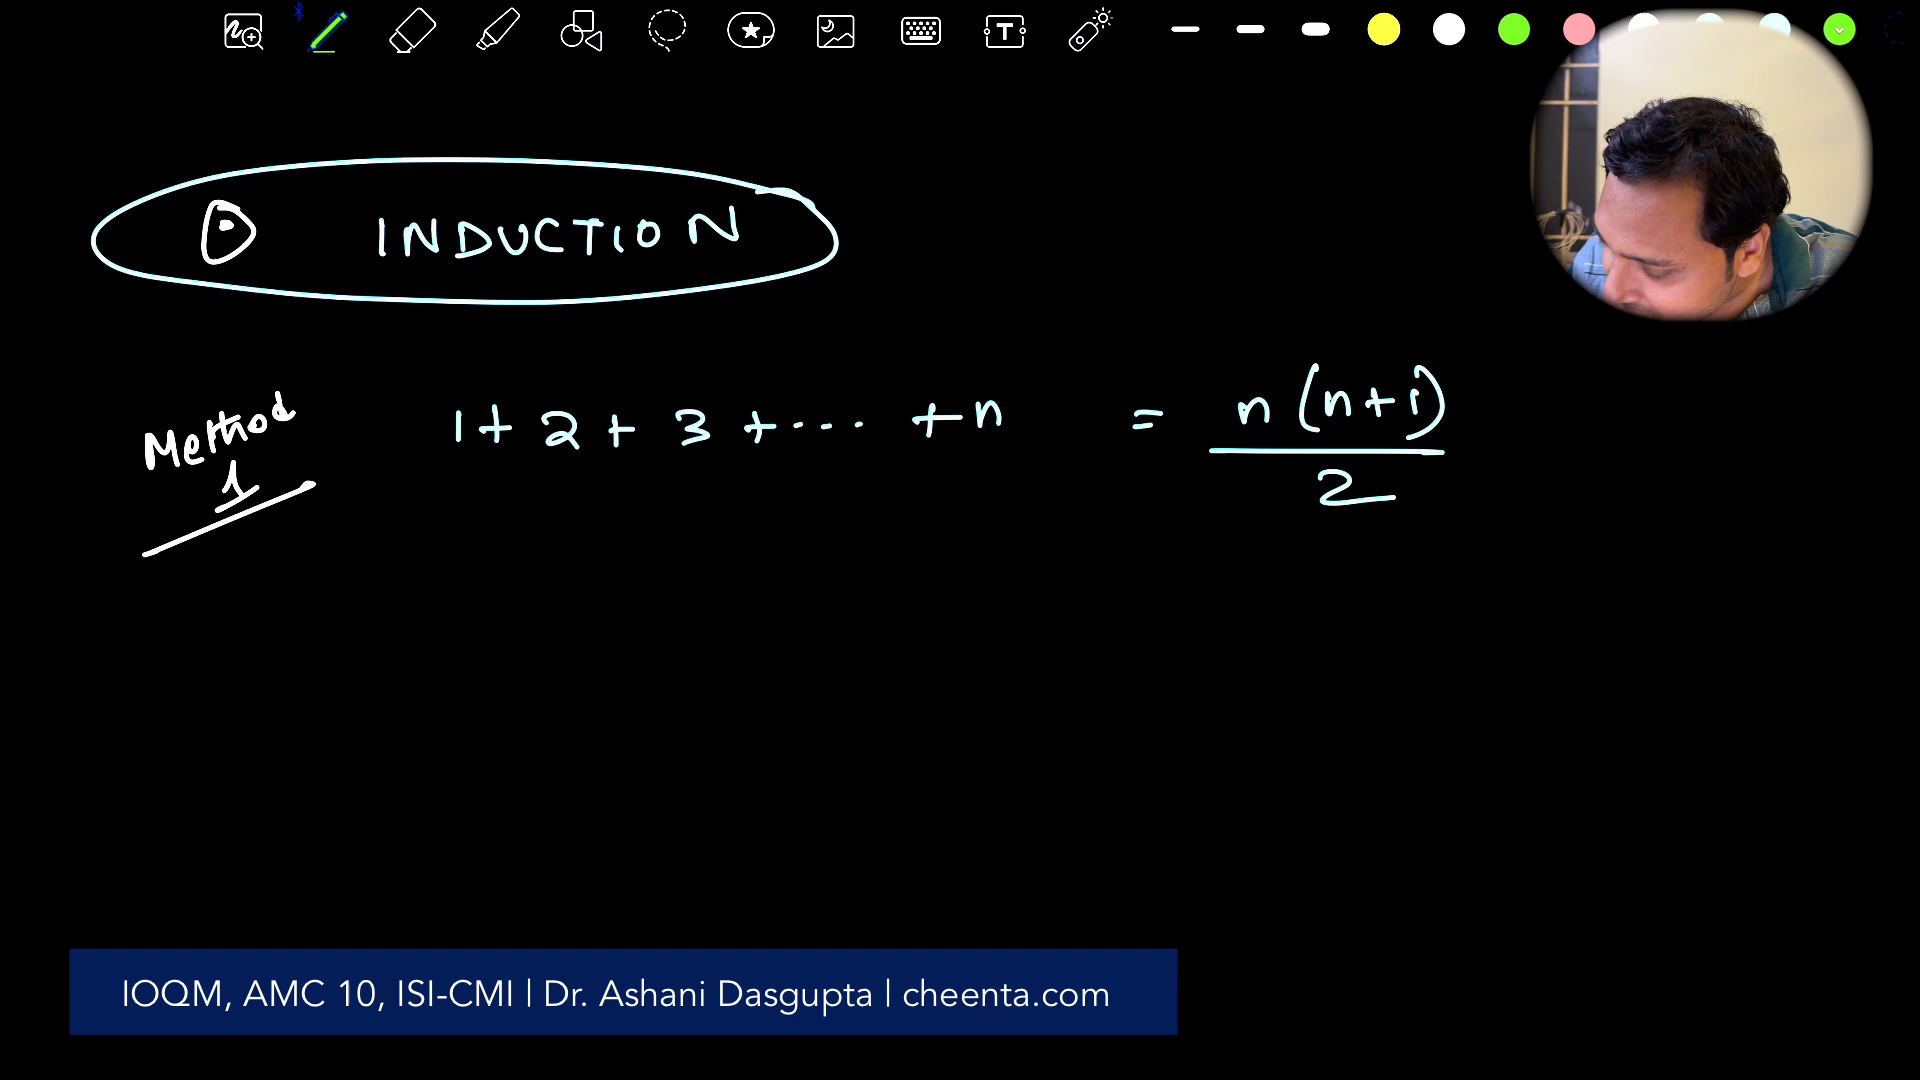 INDUCTION
Method
1
1 + 2 + 3 + ... + n = n(n+1)
2
IOQM, AMC 10, ISI-CMI | Dr. Ashani Dasgupta | cheenta.com